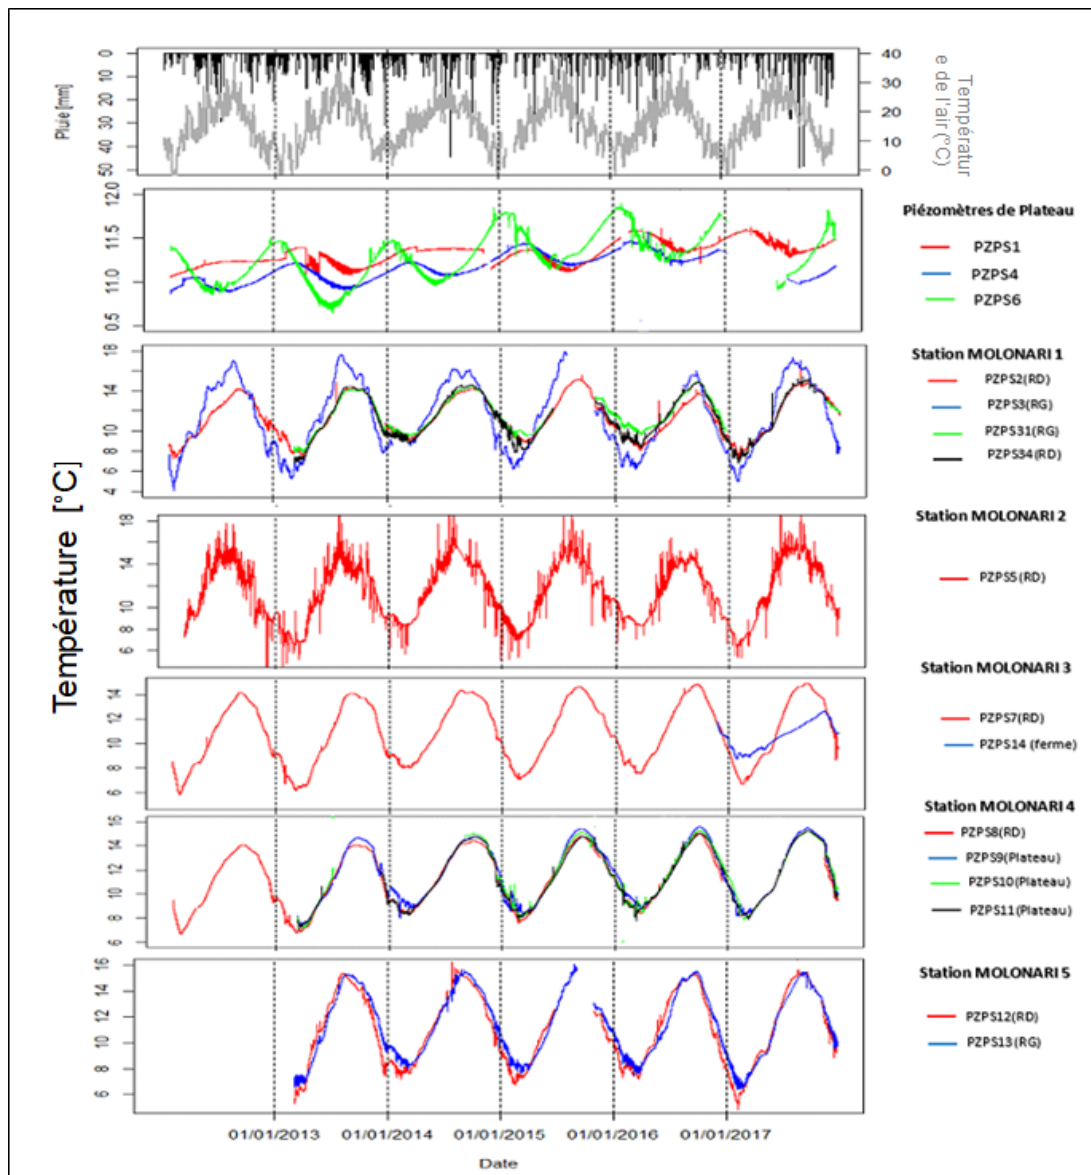 Pluie [mm]
0
10
20
30
40
50
40
30
20
10
0
Températur
e de l'air (°C)
Température [°C]
12.0
11.5
11.0
0.5
Piézomètres de Plateau
PZPS1
PZPS4
PZPS6
18
14
10
8
6
4
Station MOLONARI 1
PZPS2(RD)
PZPS3(RG)
PZPS31(RG)
PZPS34(RD)
18
14
10
8
6
Station MOLONARI 2
PZPS5(RD)
14
12
10
8
6
Station MOLONARI 3
PZPS7(RD)
PZPS14 (ferme)
16
14
12
10
8
6
Station MOLONARI 4
PZPS8(RD)
PZPS9(Plateau)
PZPS10(Plateau)
PZPS11(Plateau)
16
14
12
10
8
6
Station MOLONARI 5
PZPS12(RD)
PZPS13(RG)
01/01/2013 01/01/2014 01/01/2015 01/01/2016 01/01/2017
Date